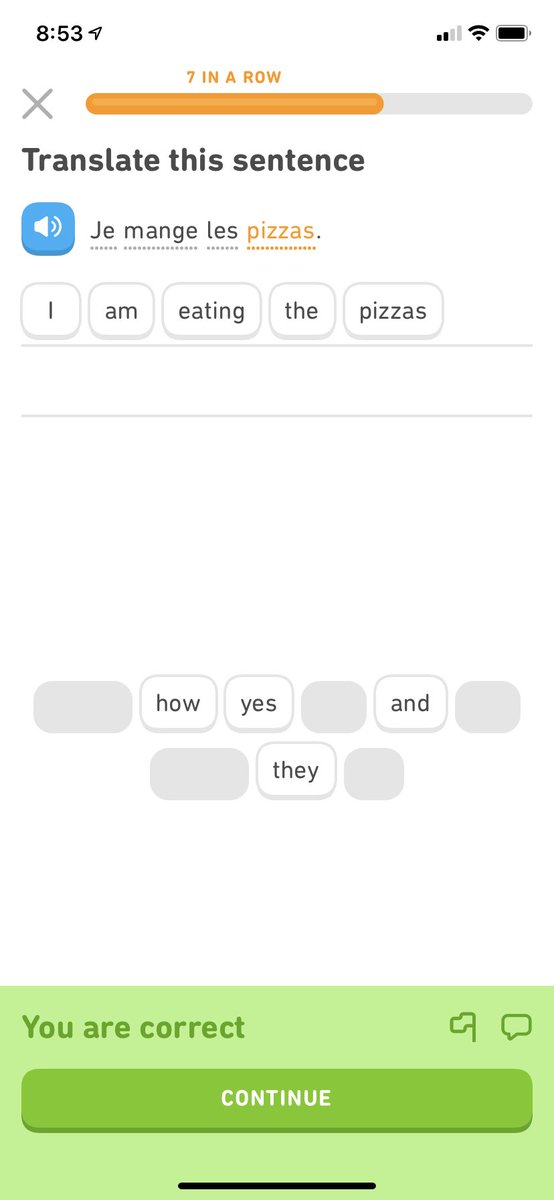 8:53
7 IN A ROW
Translate this sentence
Je mange les pizzas.
I am eating the pizzas
how yes and
they
You are correct
CONTINUE